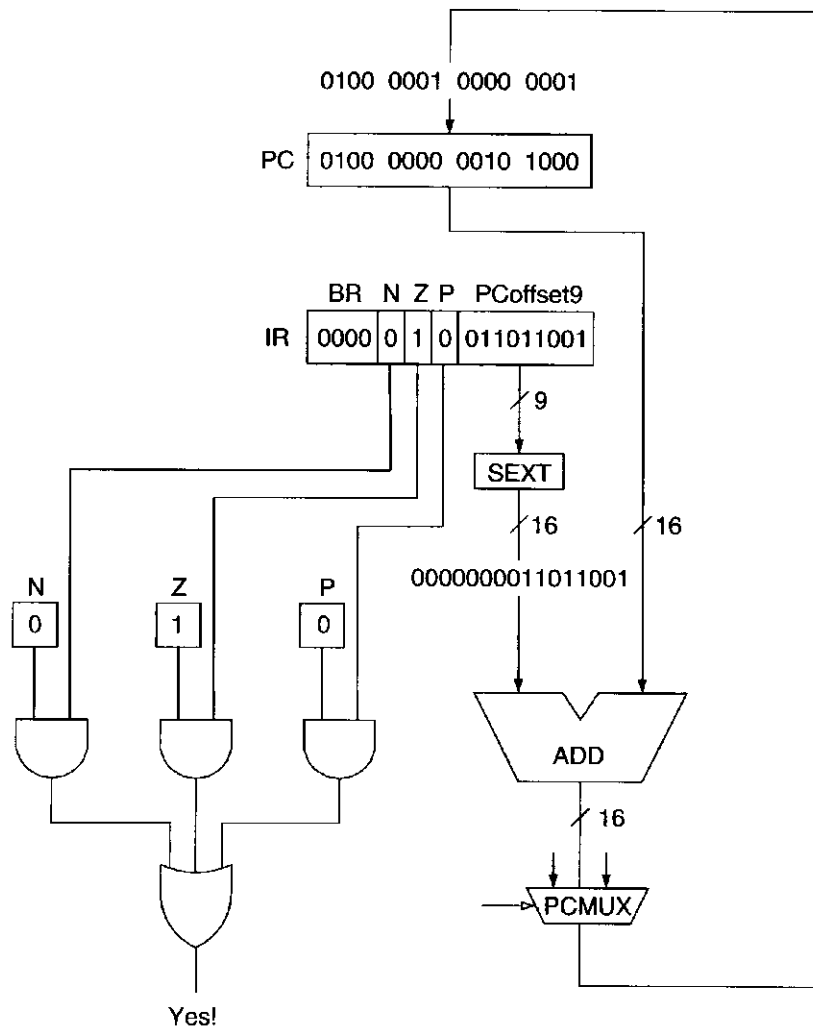 0100 0001 0000 0001
PC 0100 0000 0010 1000
BR N Z P PCoffset9
IR 0000 0 1 0 011011001
9
SEXT
16 16
0000000011011001
N Z P
0 1 0
ADD
16
PCMUX
Yes!